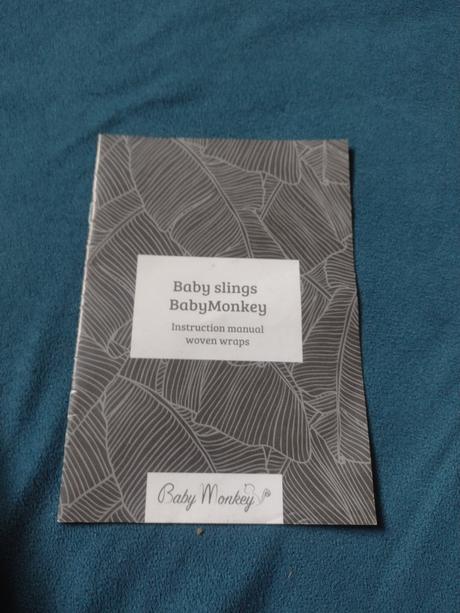 Baby slings
BabyMonkey
Instruction manual
woven wraps
Baby Monkey